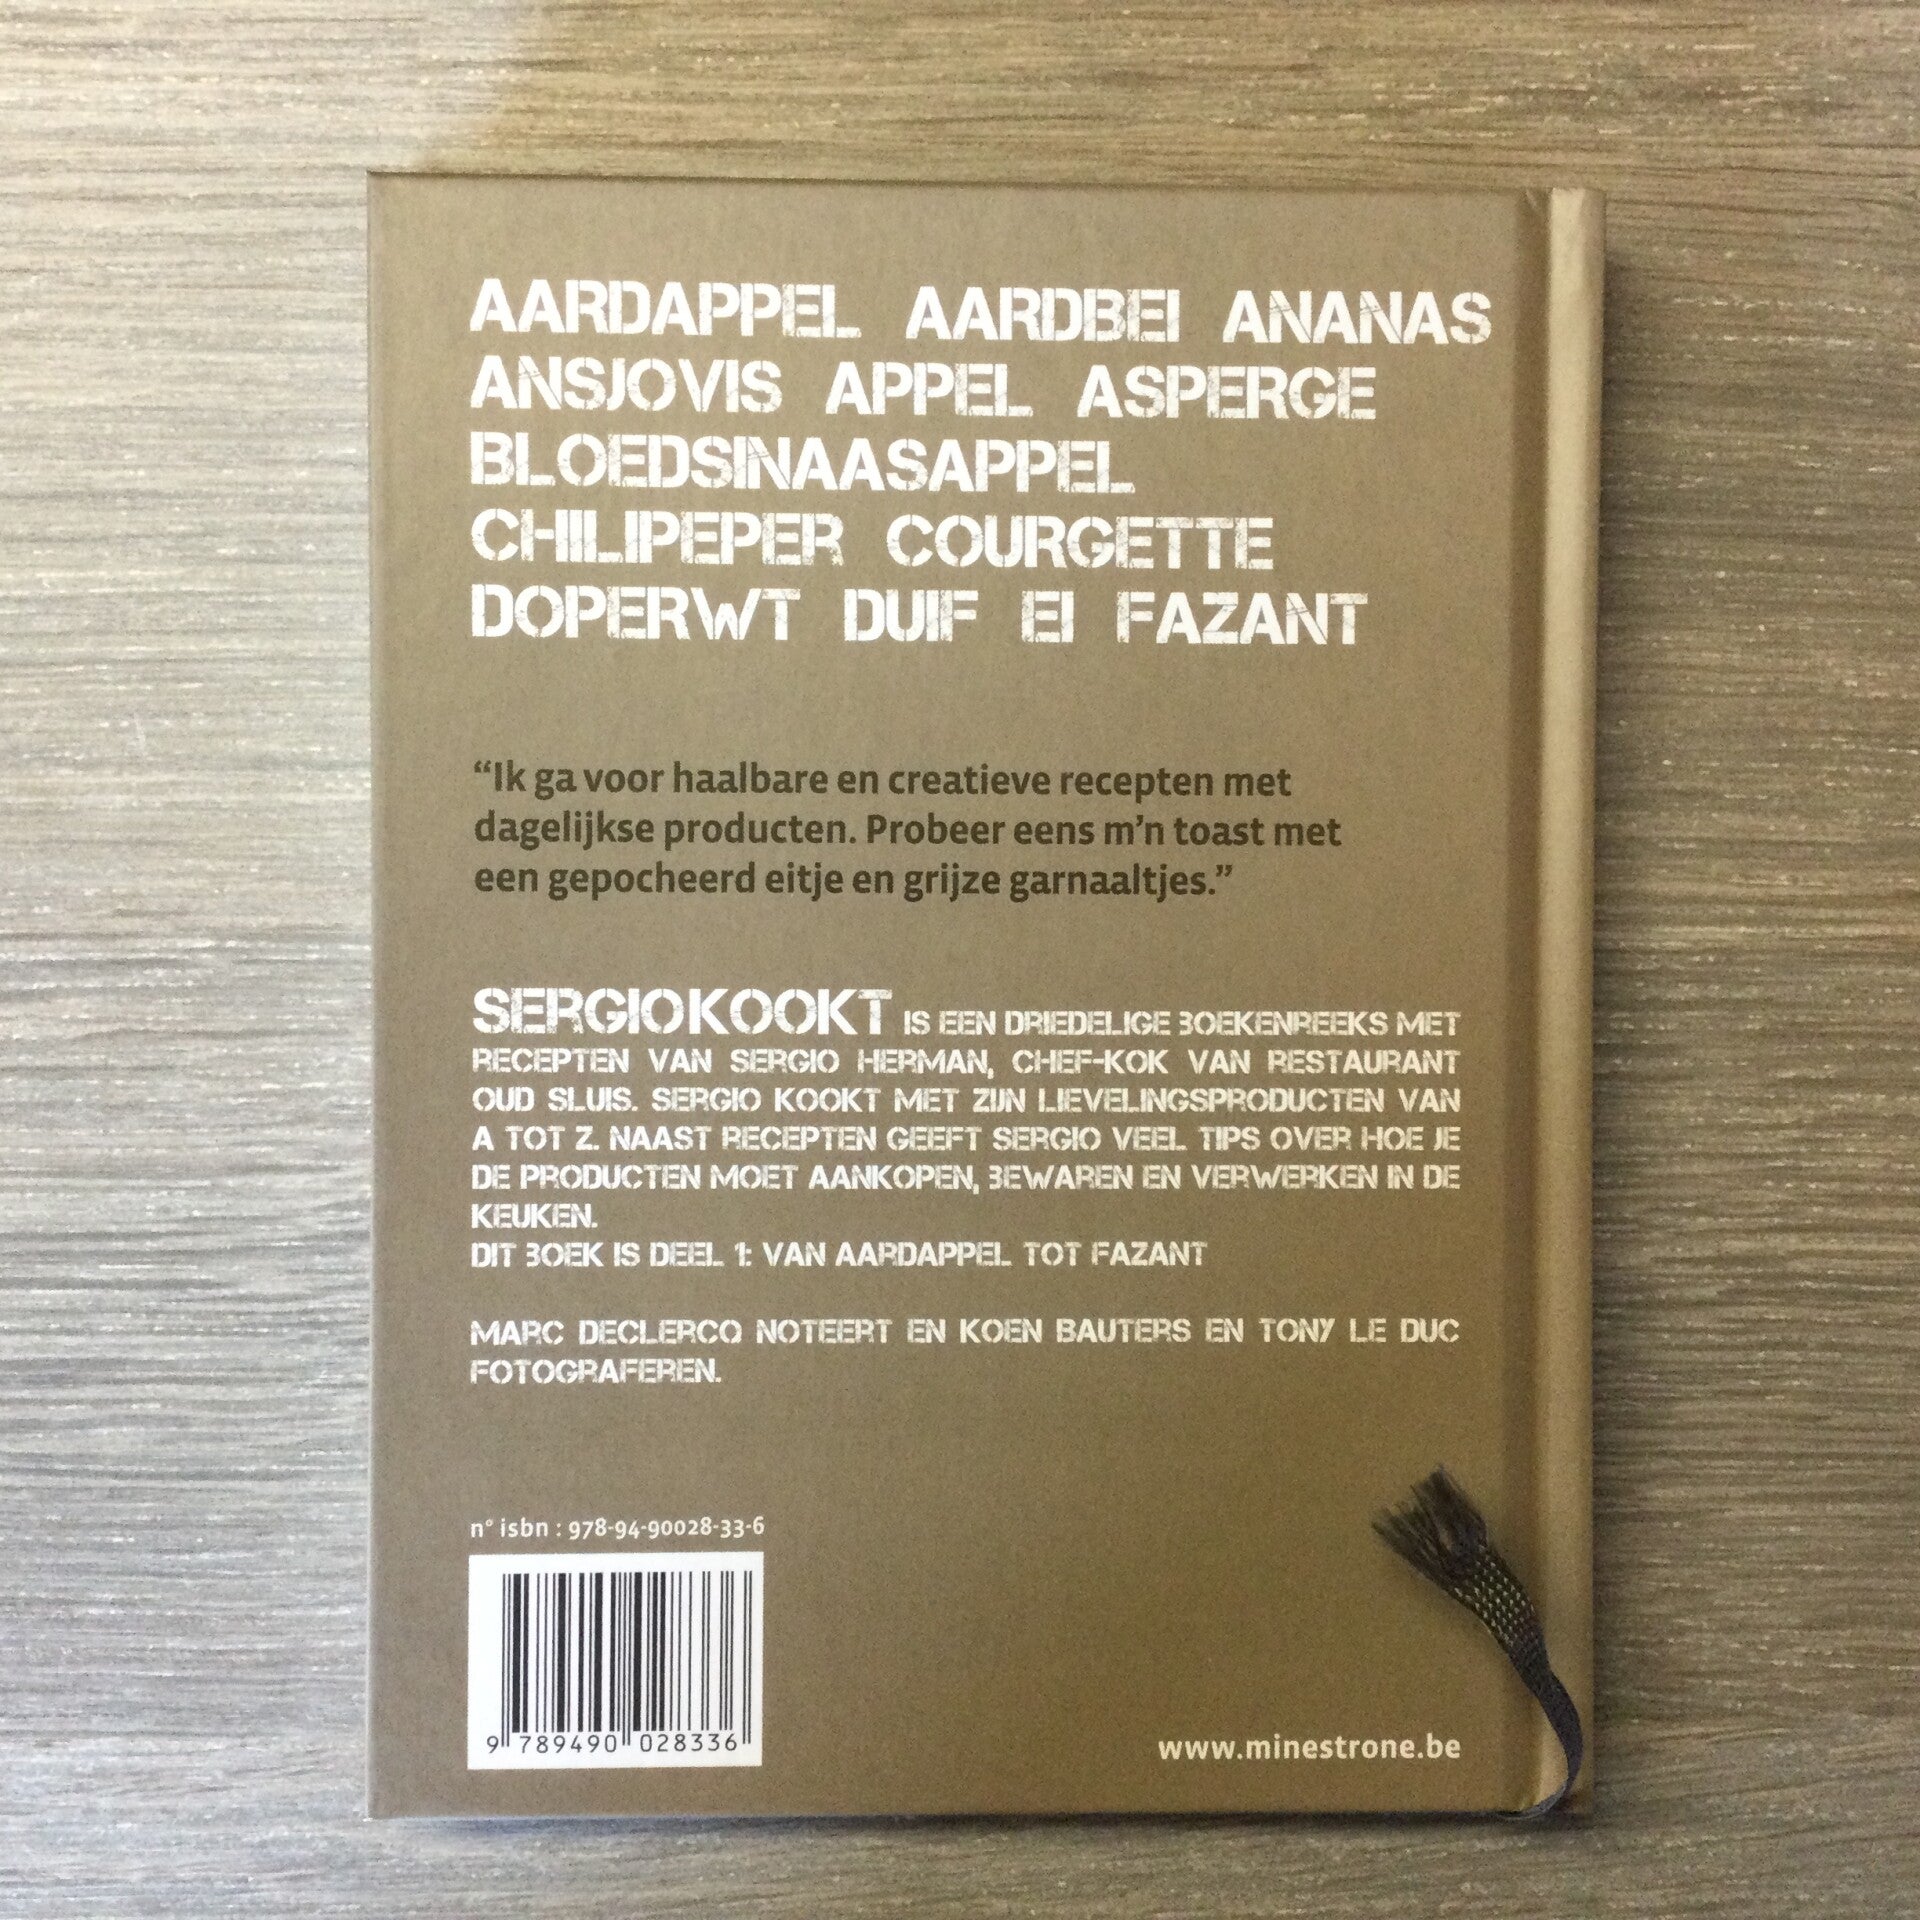 AARDAPPEL AARDBEI ANANAS
ANSJOVIS APPEL ASPERGE
BLOEDSINAASAPPEL
CHILIPEPER COURGETTE
DOPERWT DUIF EI FAZANT
“Ik ga voor haalbare en creatieve recepten met
dagelijkse producten. Probeer eens m’n toast met
een gepocheerd eitje en grijze garnaaltjes.”
SERGIOKOOKT IS EEN DRIEDELIGE BOEKENREEKS MET
RECEPTEN VAN SERGIO HERMAN, CHEF-KOK VAN RESTAURANT
OUD SLUIS. SERGIO KOOKT MET ZIJN LIEVELINGSPRODUCTEN VAN
A TOT Z. NAAST RECEPTEN GEEFT SERGIO VEEL TIPS OVER HOE JE
DE PRODUCTEN MOET AANKOPEN, BEWAREN EN VERWERKEN IN DE
KEUKEN.
DIT BOEK IS DEEL 1: VAN AARDAPPEL TOT FAZANT
MARC DECLERCQ NOTEERT EN KOEN BAUTERS EN TONY LE DUC
FOTOGRAFEREN.
n° isbn : 978-94-90028-33-6
9 789490 028336
www.minestrone.be